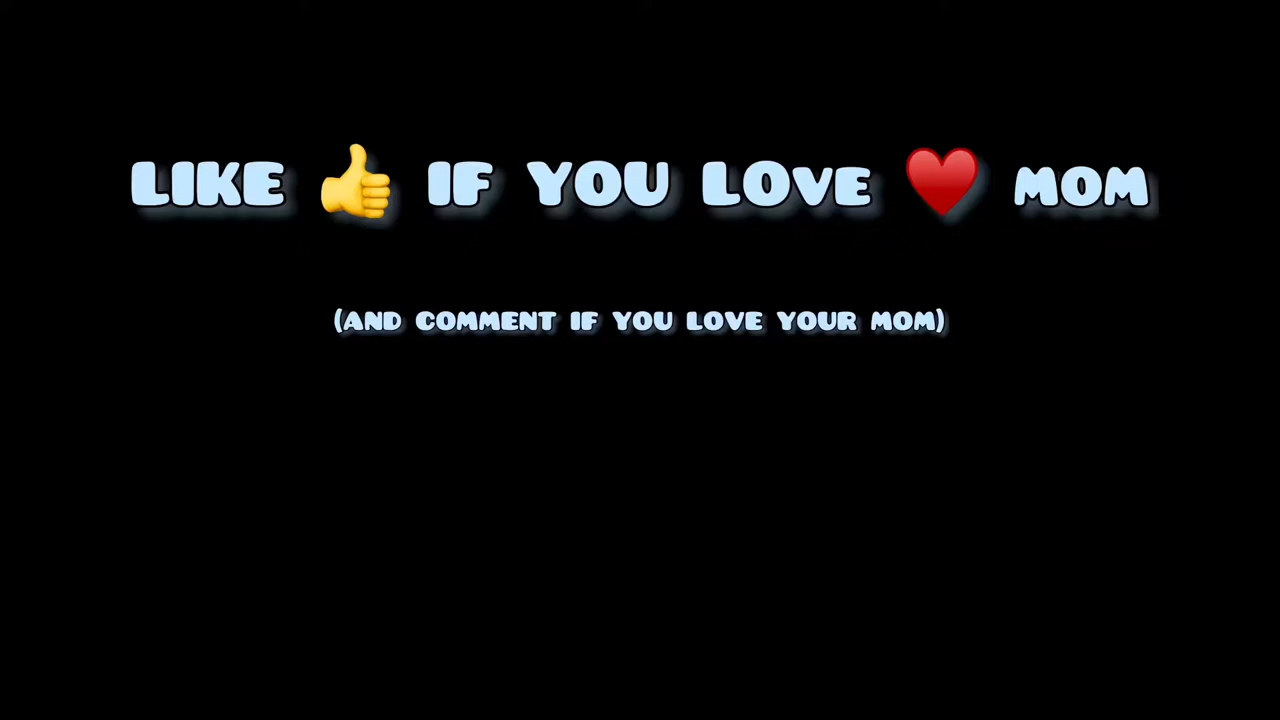 LIKE 👍 IF YOU LOVE ♥️ MOM
(AND COMMENT IF YOU LOVE YOUR MOM)